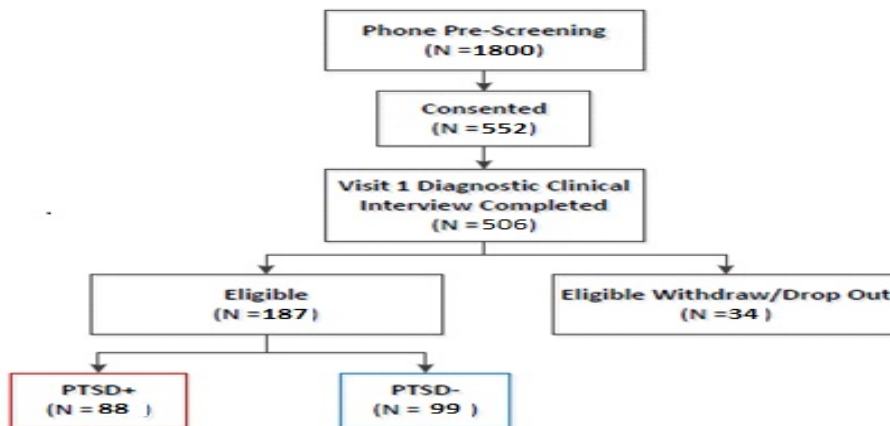 Phone Pre-Screening
(N =1800)
Consented
(N =552)
Visit 1 Diagnostic Clinical
Interview Completed
(N =506)
Eligible
(N =187)
Eligible Withdraw/Drop Out
(N =34 )
PTSD+
(N = 88 )
PTSD-
(N = 99 )